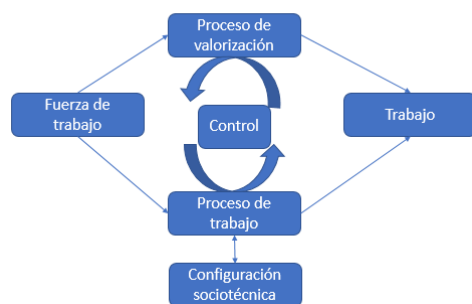 Proceso de
valorización
Fuerza de
trabajo
Control
Trabajo
Proceso de
trabajo
Configuración
sociotécnica